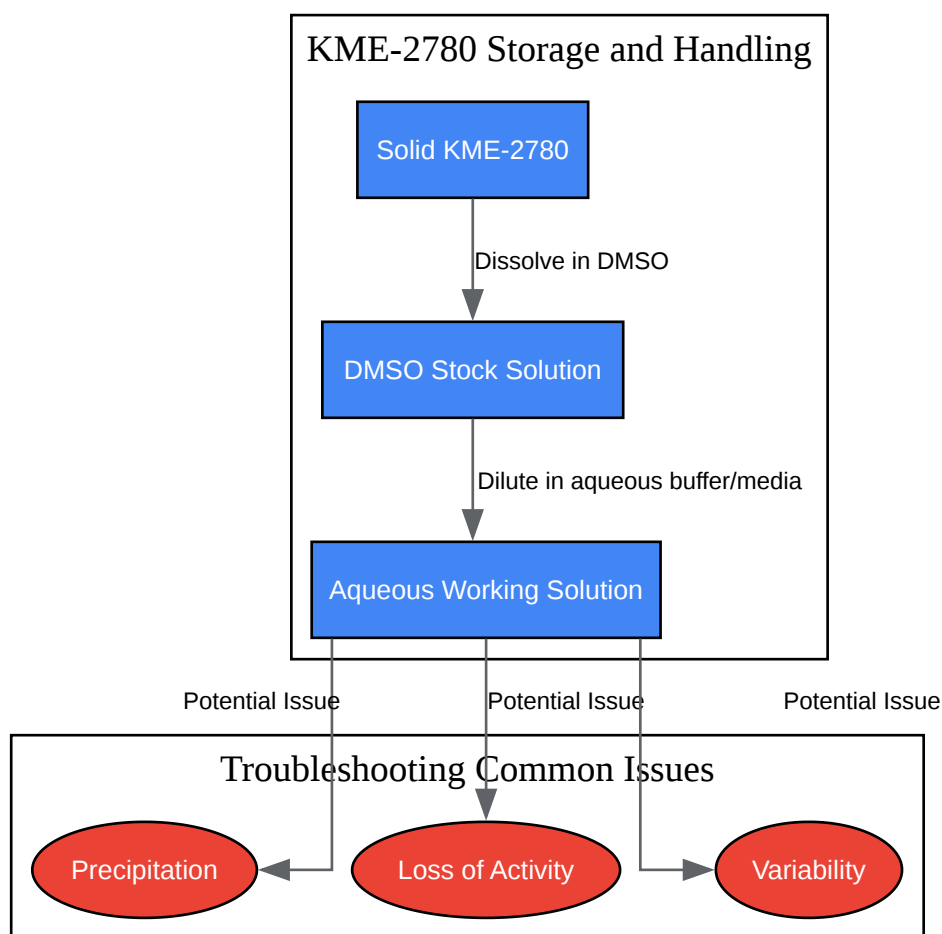 KME-2780 Storage and Handling
Solid KME-2780
Dissolve in DMSO
DMSO Stock Solution
Dilute in aqueous buffer/media
Aqueous Working Solution
Potential Issue
Potential Issue
Potential Issue
Troubleshooting Common Issues
Precipitation
Loss of Activity
Variability